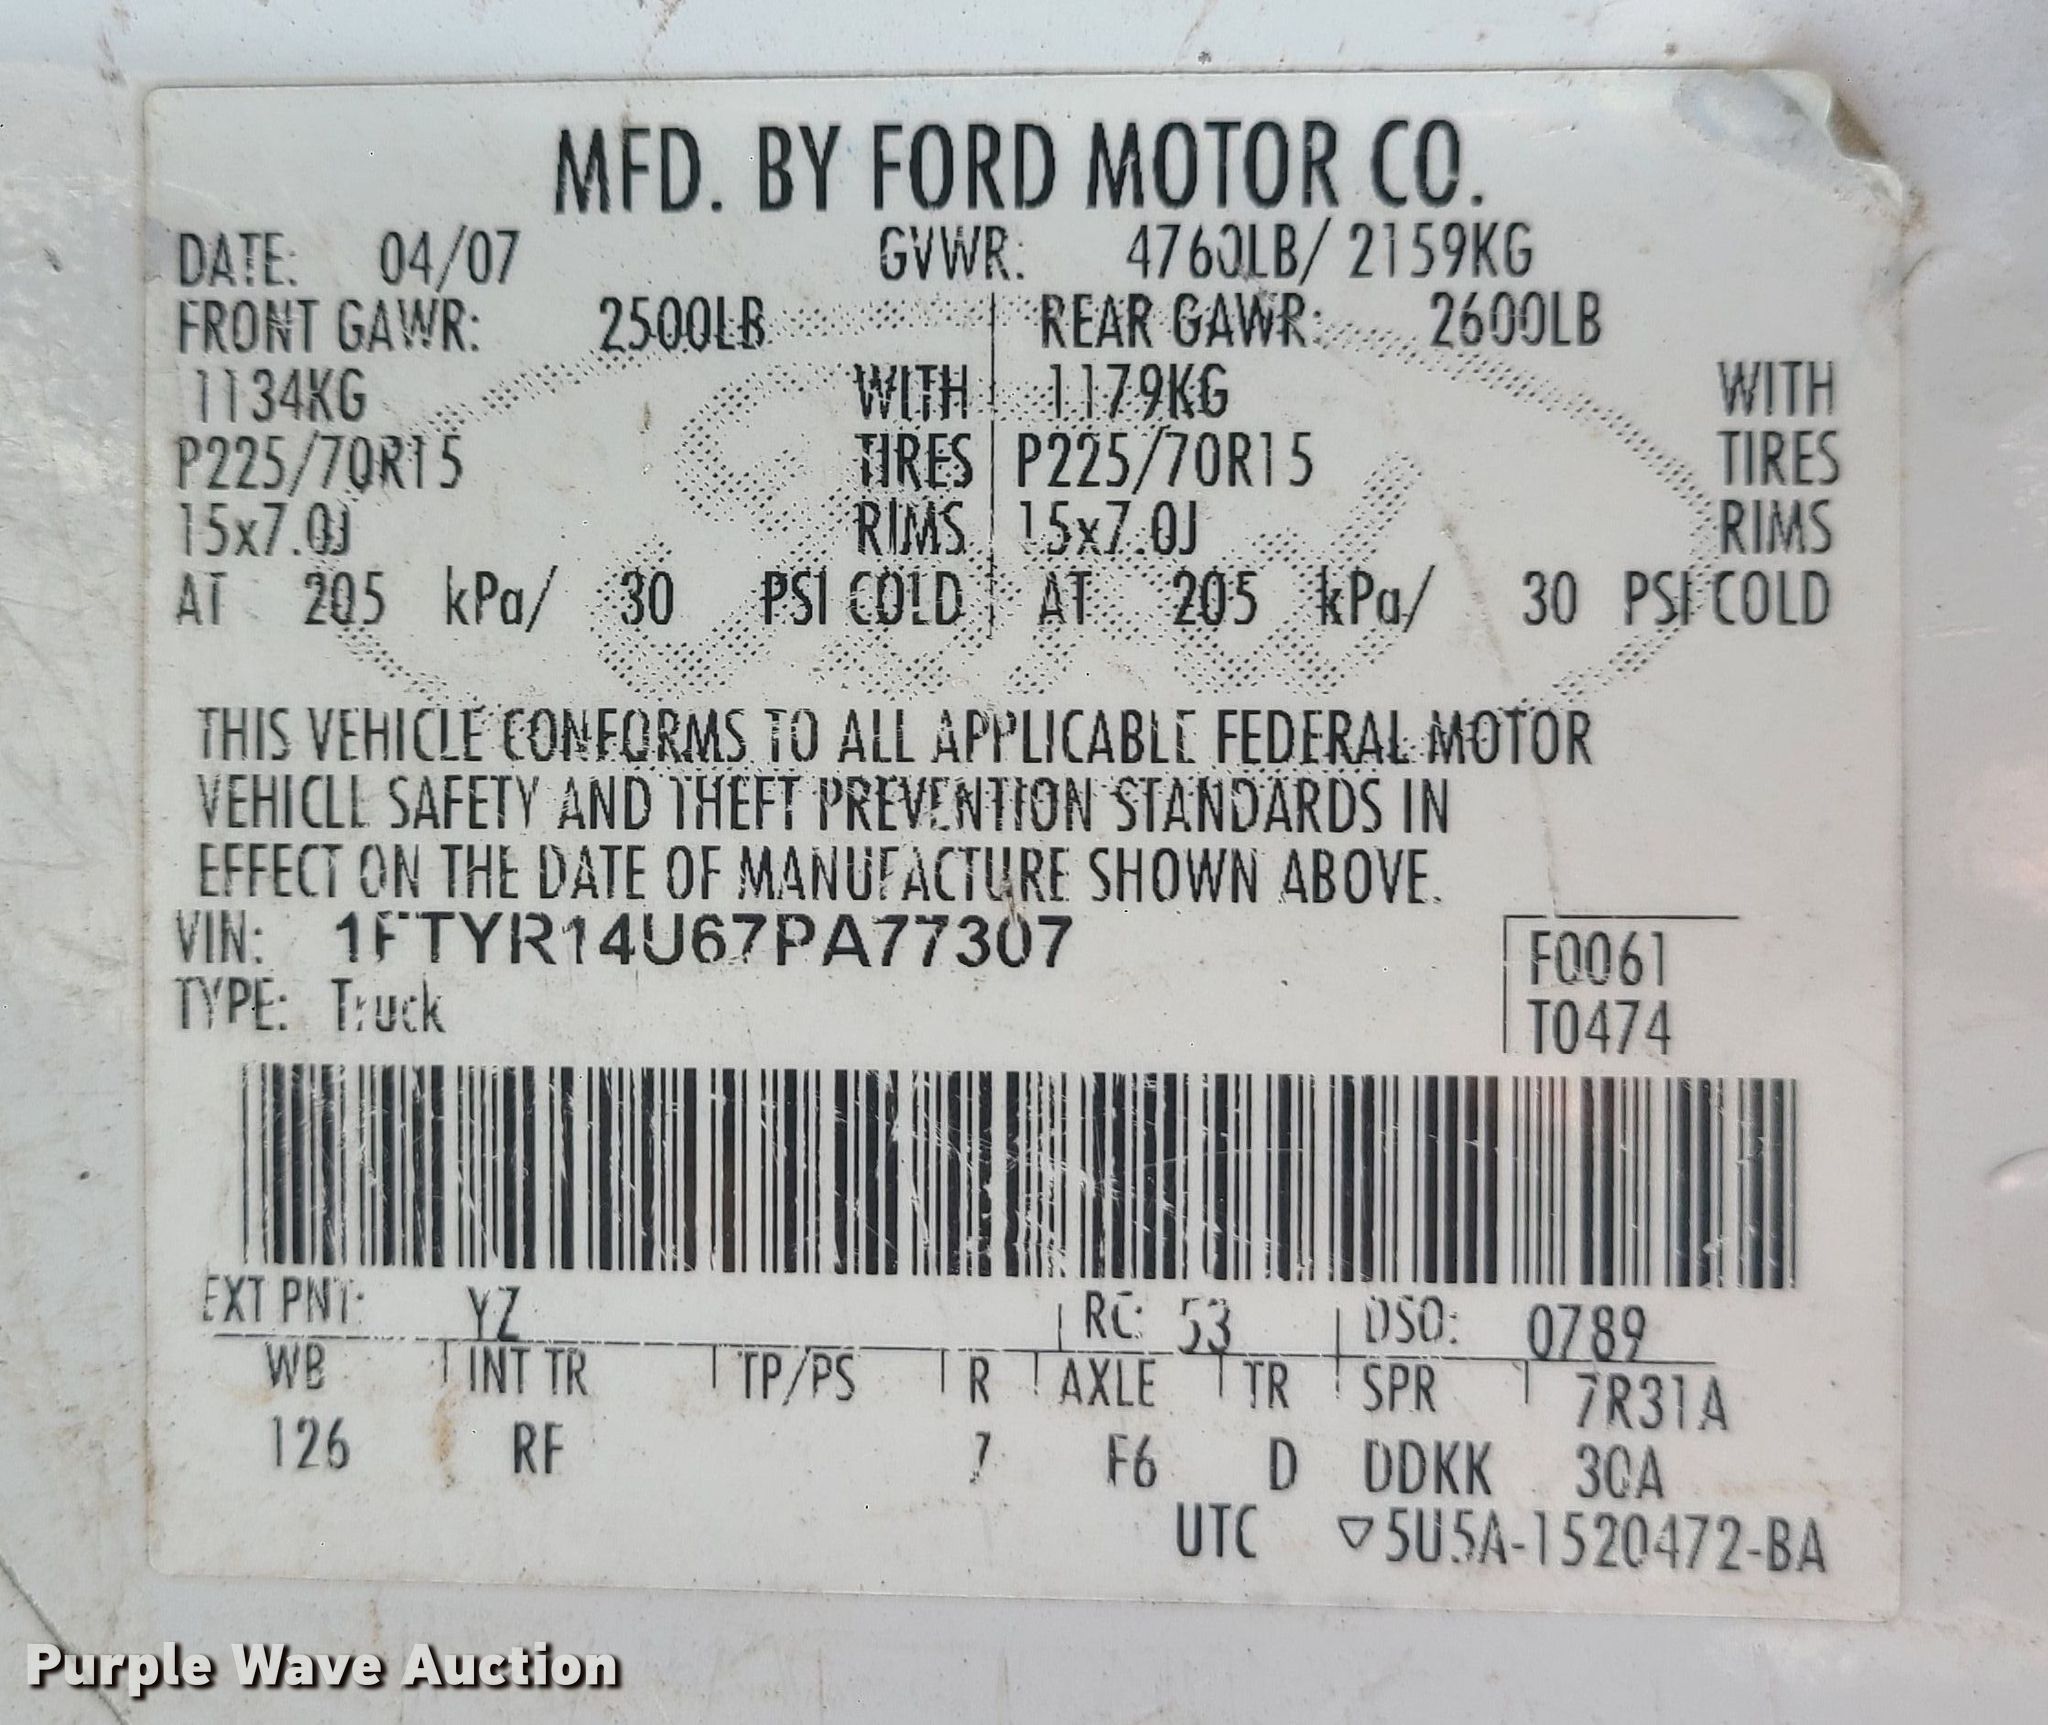 MFD. BY FORD MOTOR CO.
DATE: 04/07 GVWR: 4760LB/ 2159KG
FRONT GAWR: 2500LB REAR GAWR: 2600LB
1134KG WITH 1179KG WITH
P225/70R15 TIRES P225/70R15 TIRES
15x7.0J RIMS 15x7.0J RIMS
AT 205 kPa/ 30 PSI COLD AT 205 kPa/ 30 PSI COLD
THIS VEHICLE CONFORMS TO ALL APPLICABLE FEDERAL MOTOR
VEHICLE SAFETY AND THEFT PREVENTION STANDARDS IN
EFFECT ON THE DATE OF MANUFACTURE SHOWN ABOVE.
VIN: 1FTYR14U67PA77307
TYPE: Truck
F0061
T0474
EXT PNT: YZ RC: 53 DSO: 0789
WB INT TR TP/PS R AXLE TR SPR 7R31A
126 RF 7 F6 D DDKK 30A
UTC ▽5U5A-1520472-BA
Purple Wave Auction